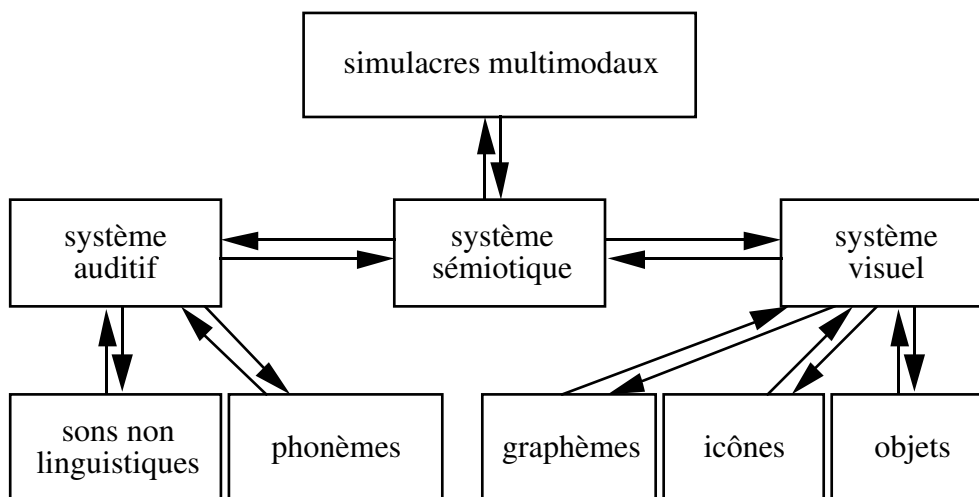 simulacres multimodaux
système
auditif
système
sémiotique
système
visuel
sons non
linguistiques
phonèmes
graphèmes
icônes
objets